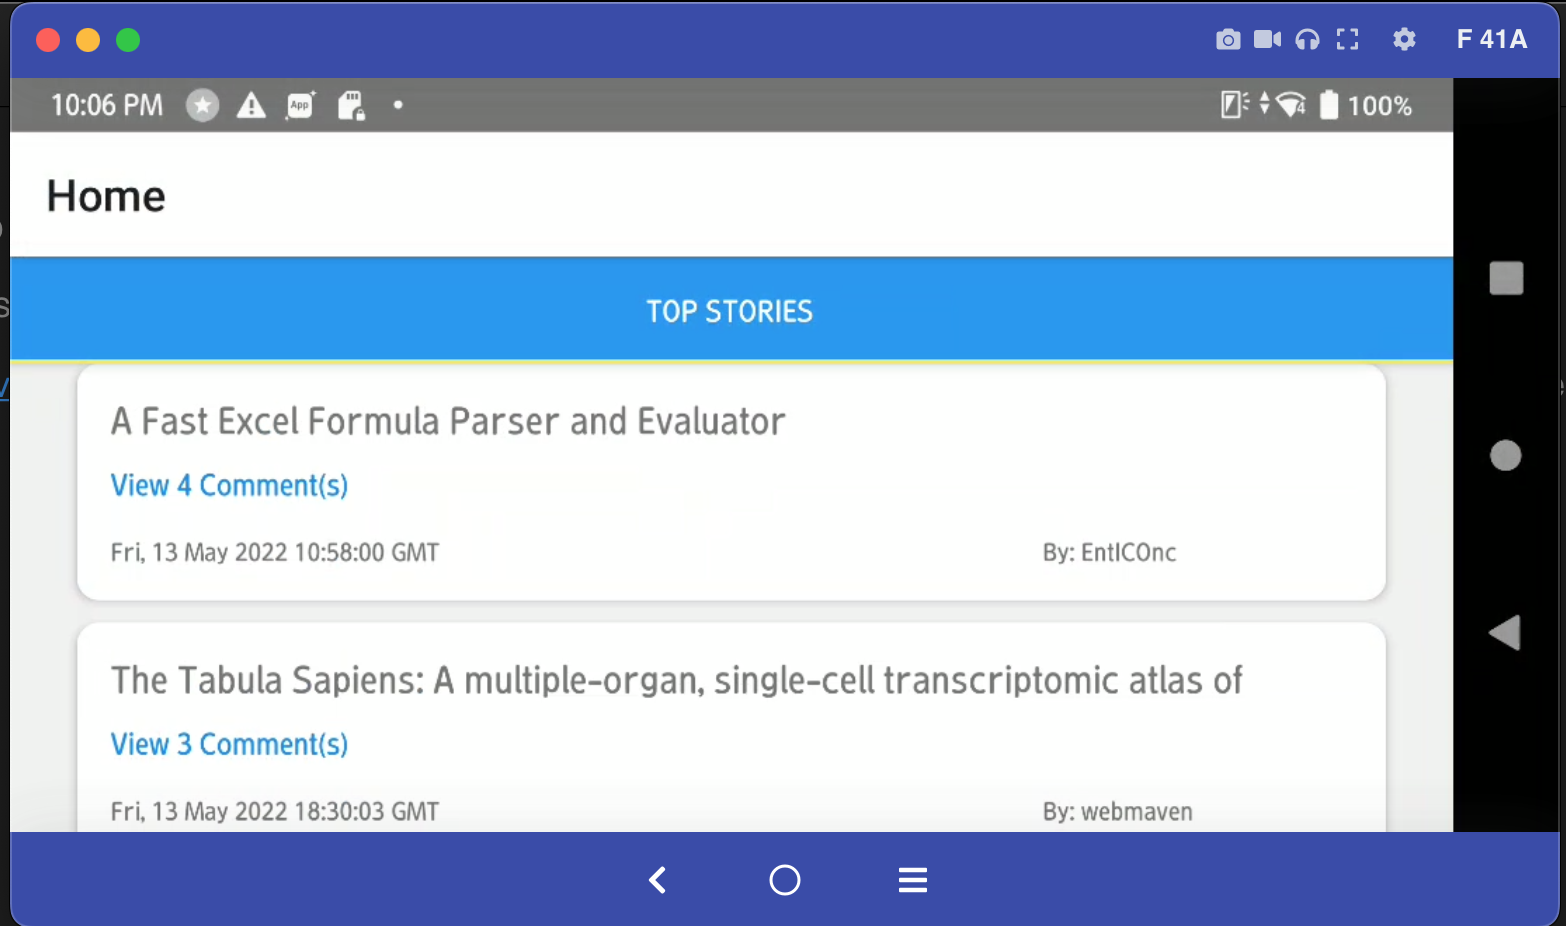 F 41A
10:06 PM
App
4
100%
Home
TOP STORIES
A Fast Excel Formula Parser and Evaluator
View 4 Comment(s)
Fri, 13 May 2022 10:58:00 GMT
By: EntICOnc
The Tabula Sapiens: A multiple-organ, single-cell transcriptomic atlas of
View 3 Comment(s)
Fri, 13 May 2022 18:30:03 GMT
By: webmaven